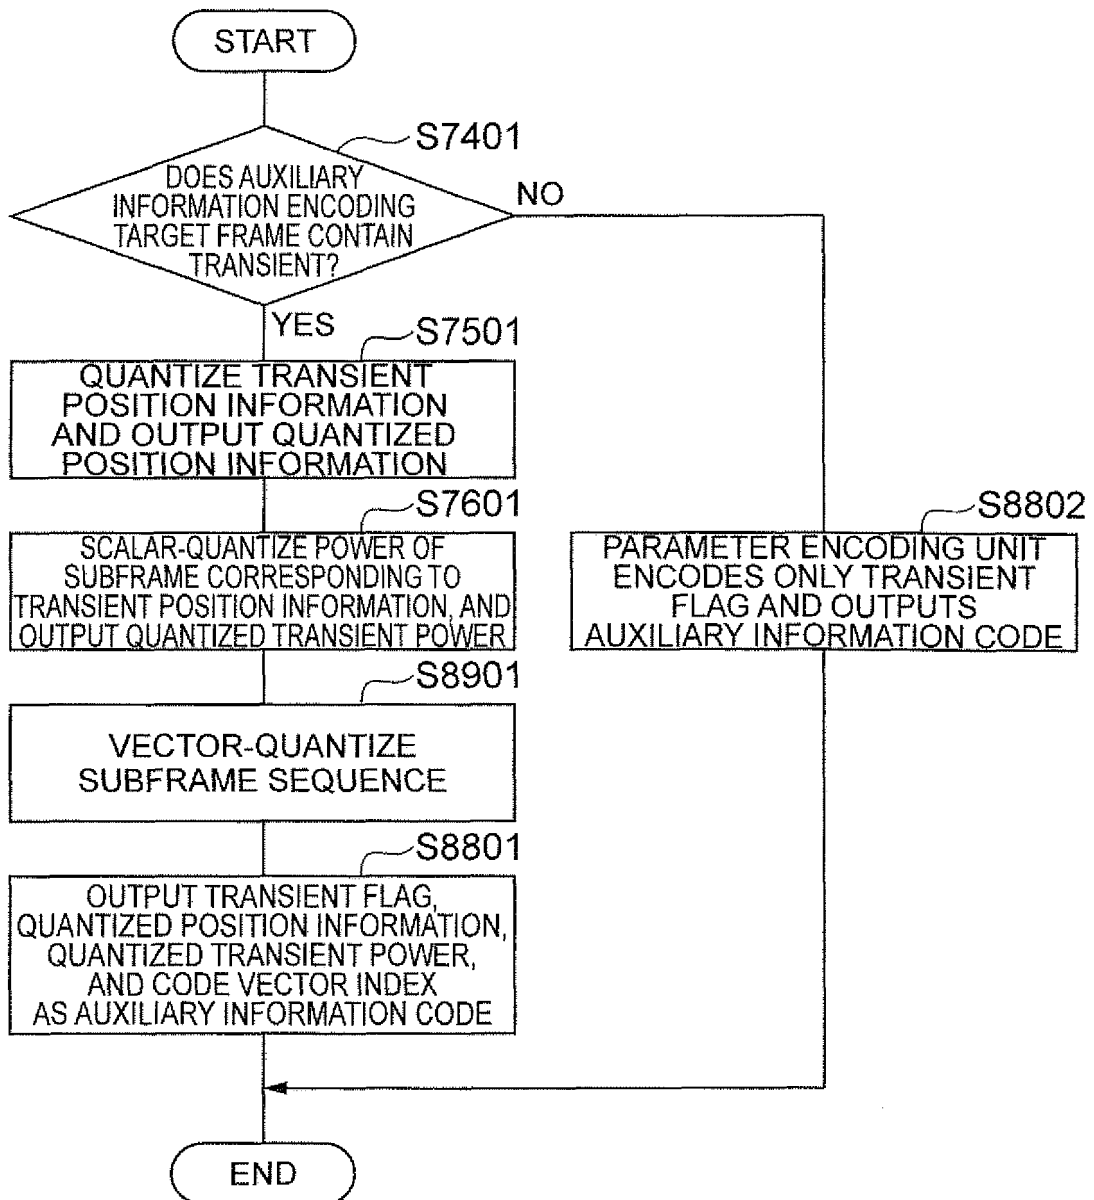 START
S7401
DOES AUXILIARY
INFORMATION ENCODING
TARGET FRAME CONTAIN
TRANSIENT?
NO
YES
S7501
QUANTIZE TRANSIENT
POSITION INFORMATION
AND OUTPUT QUANTIZED
POSITION INFORMATION
S7601
SCALAR-QUANTIZE POWER OF
SUBFRAME CORRESPONDING TO
TRANSIENT POSITION INFORMATION, AND
OUTPUT QUANTIZED TRANSIENT POWER
S8802
PARAMETER ENCODING UNIT
ENCODES ONLY TRANSIENT
FLAG AND OUTPUTS
AUXILIARY INFORMATION CODE
S8901
VECTOR-QUANTIZE
SUBFRAME SEQUENCE
S8801
OUTPUT TRANSIENT FLAG,
QUANTIZED POSITION INFORMATION,
QUANTIZED TRANSIENT POWER,
AND CODE VECTOR INDEX
AS AUXILIARY INFORMATION CODE
END